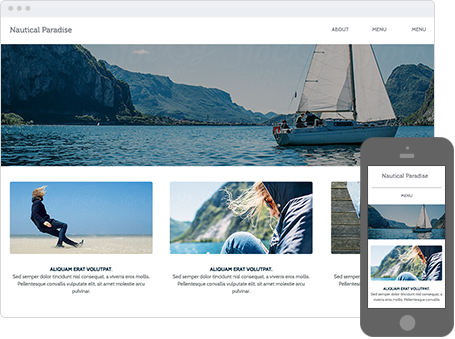 Nautical Paradise
ABOUT MENU MENU
ALIQUAM ERAT VOLUTPAT.
Sed semper dolor tincidunt nisl consequat, a viverra eros mollis.
Pellentesque convallis vulputate elit, sit amet molestie arcu
pulvinar.
ALIQUAM ERAT VOLUTPAT.
Sed semper dolor tincidunt nisl consequat, a viverra eros mollis.
Pellentesque convallis vulputate elit, sit amet molestie arcu
pulvinar.
Sed semper
Pellentesque
Nautical Paradise
MENU
ALIQUAM ERAT VOLUTPAT.
Sed semper dolor tincidunt nisl
consequat, a viverra eros mollis.
Pellentesque convallis